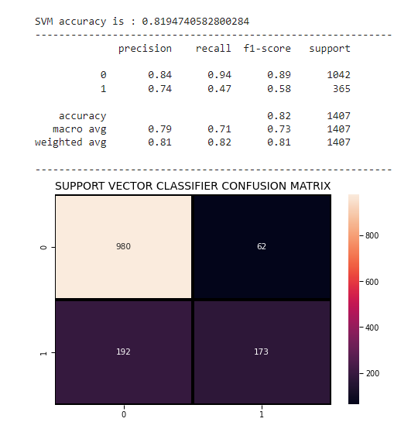 SVM accuracy is : 0.8194740582800284
------------------------------------------------------------
precision recall f1-score support
0 0.84 0.94 0.89 1042
1 0.74 0.47 0.58 365
accuracy 0.82 1407
macro avg 0.79 0.71 0.73 1407
weighted avg 0.81 0.82 0.81 1407
------------------------------------------------------------
SUPPORT VECTOR CLASSIFIER CONFUSION MATRIX
0 980 62
1 192 173
0 1
800
600
400
200